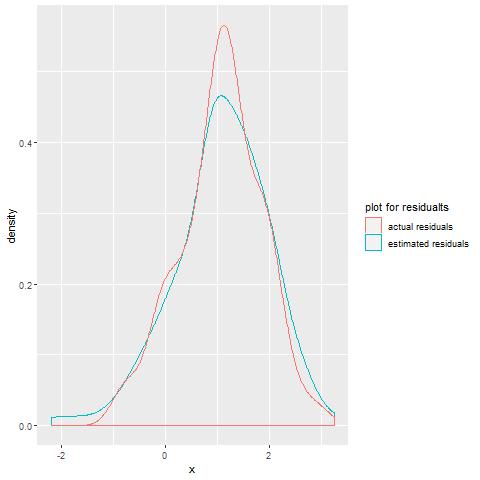 0.4
0.2
0.0
density
-2
0
2
x
plot for residualts
actual residuals
estimated residuals